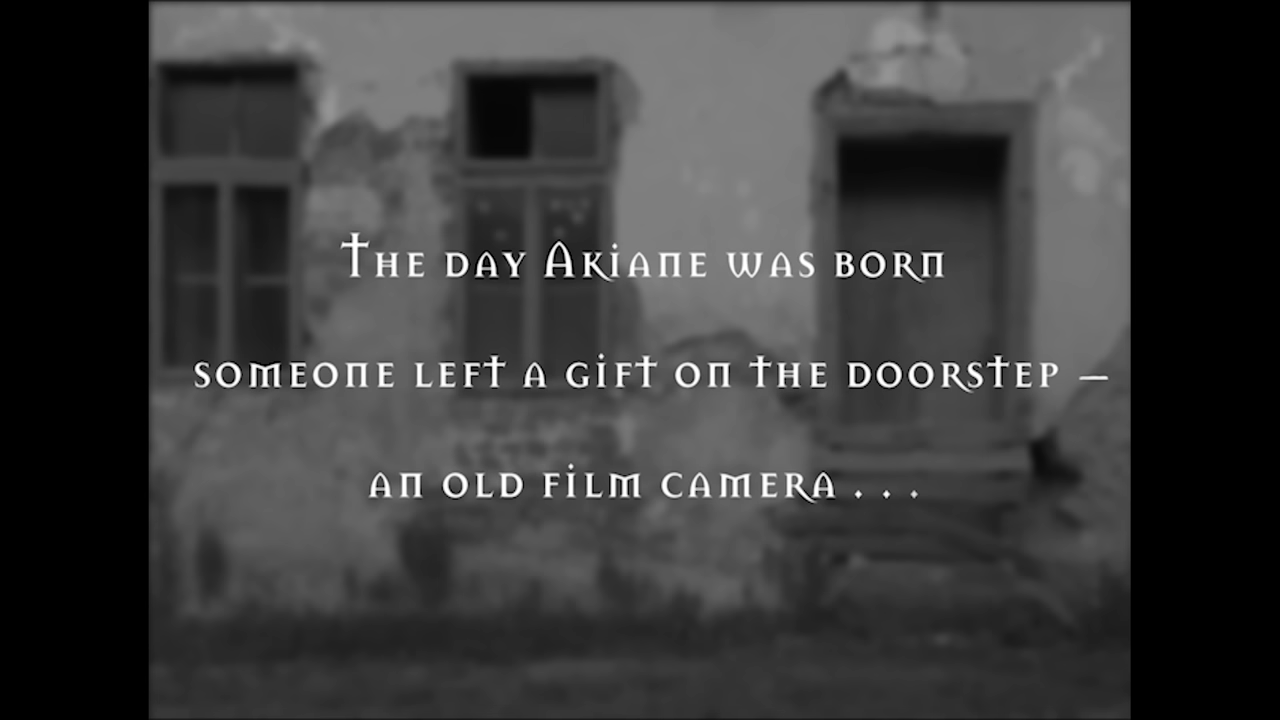 The day Akiane was born
someone left a gift on the doorstep –
an old film camera . . .